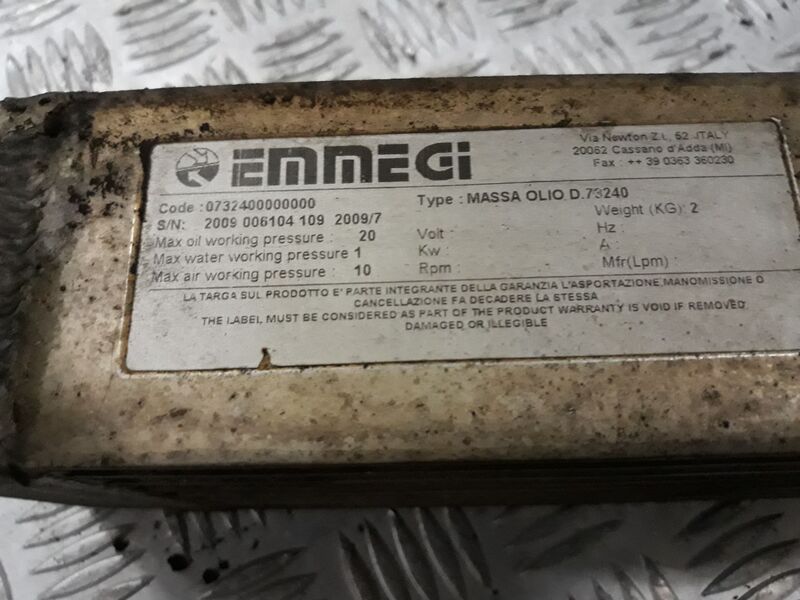 EMMEGI
Via Newton Z.I., 52 ITALY
20062 Cassano d'Adda (MI)
Fax : ++ 39 0363 360230
Code : 0732400000000
Type : MASSA OLIO D.73240
S/N: 2009 006104 109 2009/7
Weight (KG): 2
Max oil working pressure : 20
Volt :
Hz :
Max water working pressure 1
Kw :
A :
Max air working pressure : 10
Rpm :
Mfr(Lpm) :
LA TARGA SUL PRODOTTO E' PARTE INTEGRANTE DELLA GARANZIA L'ASPORTAZIONE,MANOMISSIONE O
CANCELLAZIONE FA DECADERE LA STESSA
THE LABEL MUST BE CONSIDERED AS PART OF THE PRODUCT WARRANTY IS VOID IF REMOVED
DAMAGED OR ILLEGIBLE